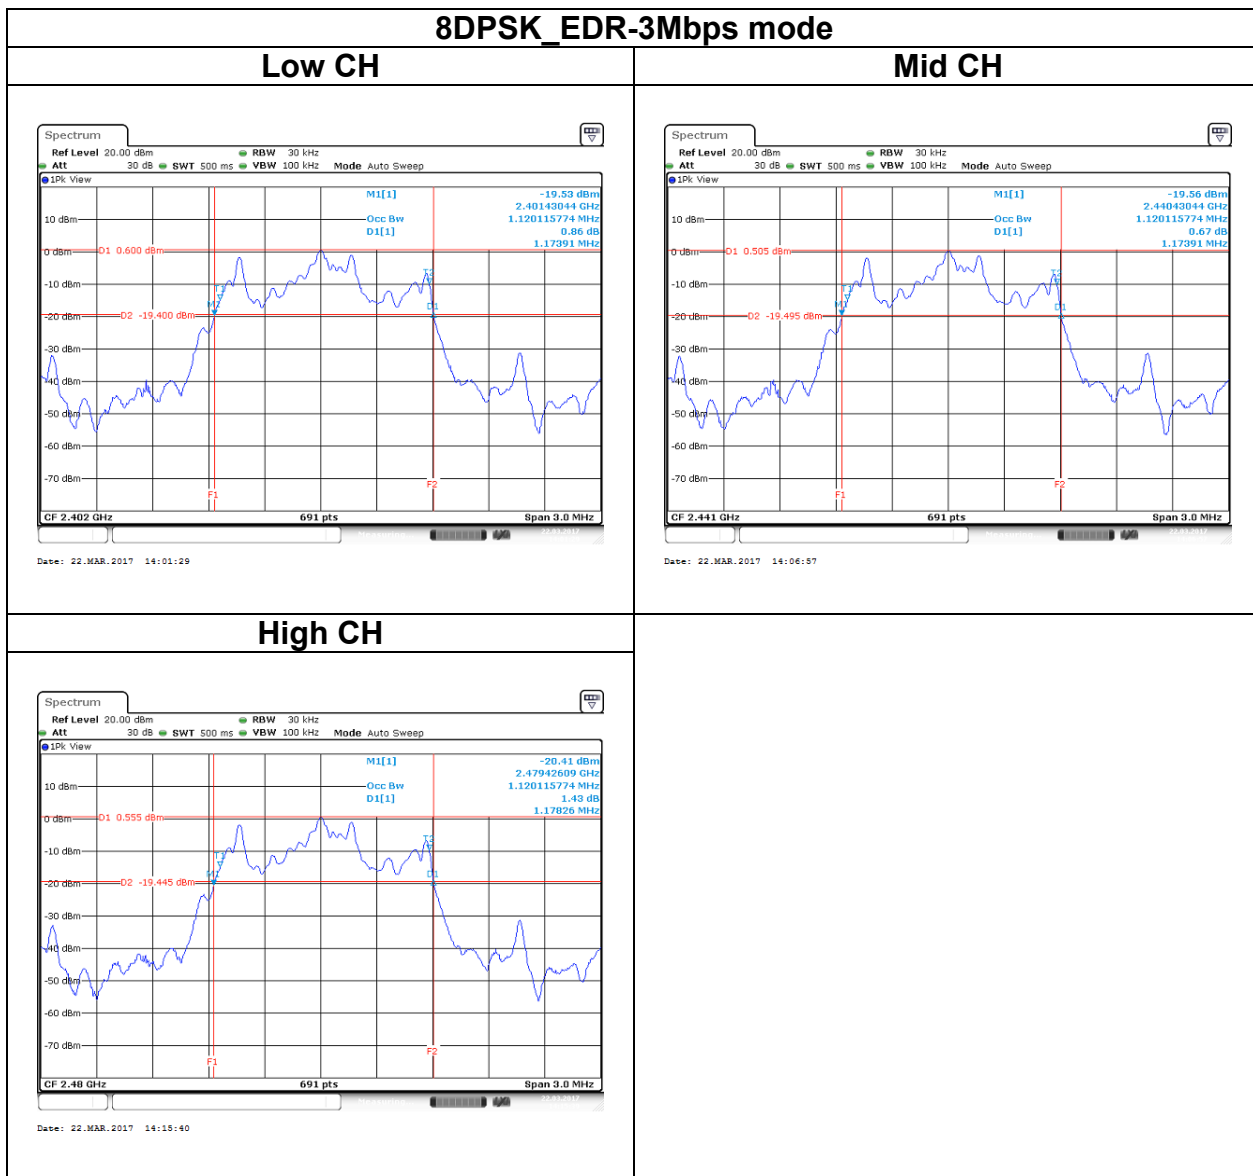 8DPSK_EDR-3Mbps mode
Low CH
Mid CH
Spectrum
Ref Level 20.00 dBm RBW 30 kHz
Att 30 dB SWT 500 ms VBW 100 kHz Mode Auto Sweep
1Pk View
M1[1] -19.53 dBm
2.40143044 GHz
10 dBm
Occ Bw 1.120115774 MHz
D1[1] 0.86 dB
1.17391 MHz
0 dBm
D1 0.600 dBm
T2
-10 dBm
T1
M1
D1
-20 dBm
D2 -19.400 dBm
-30 dBm
-40 dBm
-50 dBm
-60 dBm
-70 dBm
F1
F2
CF 2.402 GHz 691 pts Span 3.0 MHz
Date: 22.MAR.2017 14:01:29
Spectrum
Ref Level 20.00 dBm RBW 30 kHz
Att 30 dB SWT 500 ms VBW 100 kHz Mode Auto Sweep
1Pk View
M1[1] -19.56 dBm
2.44043044 GHz
10 dBm
Occ Bw 1.120115774 MHz
D1[1] 0.67 dB
1.17391 MHz
0 dBm
D1 0.505 dBm
T2
-10 dBm
T1
M1
D1
-20 dBm
D2 -19.495 dBm
-30 dBm
-40 dBm
-50 dBm
-60 dBm
-70 dBm
F1
F2
CF 2.441 GHz 691 pts Span 3.0 MHz
Date: 22.MAR.2017 14:06:57
High CH
Spectrum
Ref Level 20.00 dBm RBW 30 kHz
Att 30 dB SWT 500 ms VBW 100 kHz Mode Auto Sweep
1Pk View
M1[1] -20.41 dBm
2.47942609 GHz
10 dBm
Occ Bw 1.120115774 MHz
D1[1] 1.43 dB
1.17826 MHz
0 dBm
D1 0.555 dBm
T2
-10 dBm
T1
M1
D1
-20 dBm
D2 -19.445 dBm
-30 dBm
-40 dBm
-50 dBm
-60 dBm
-70 dBm
F1
F2
CF 2.48 GHz 691 pts Span 3.0 MHz
Date: 22.MAR.2017 14:15:40